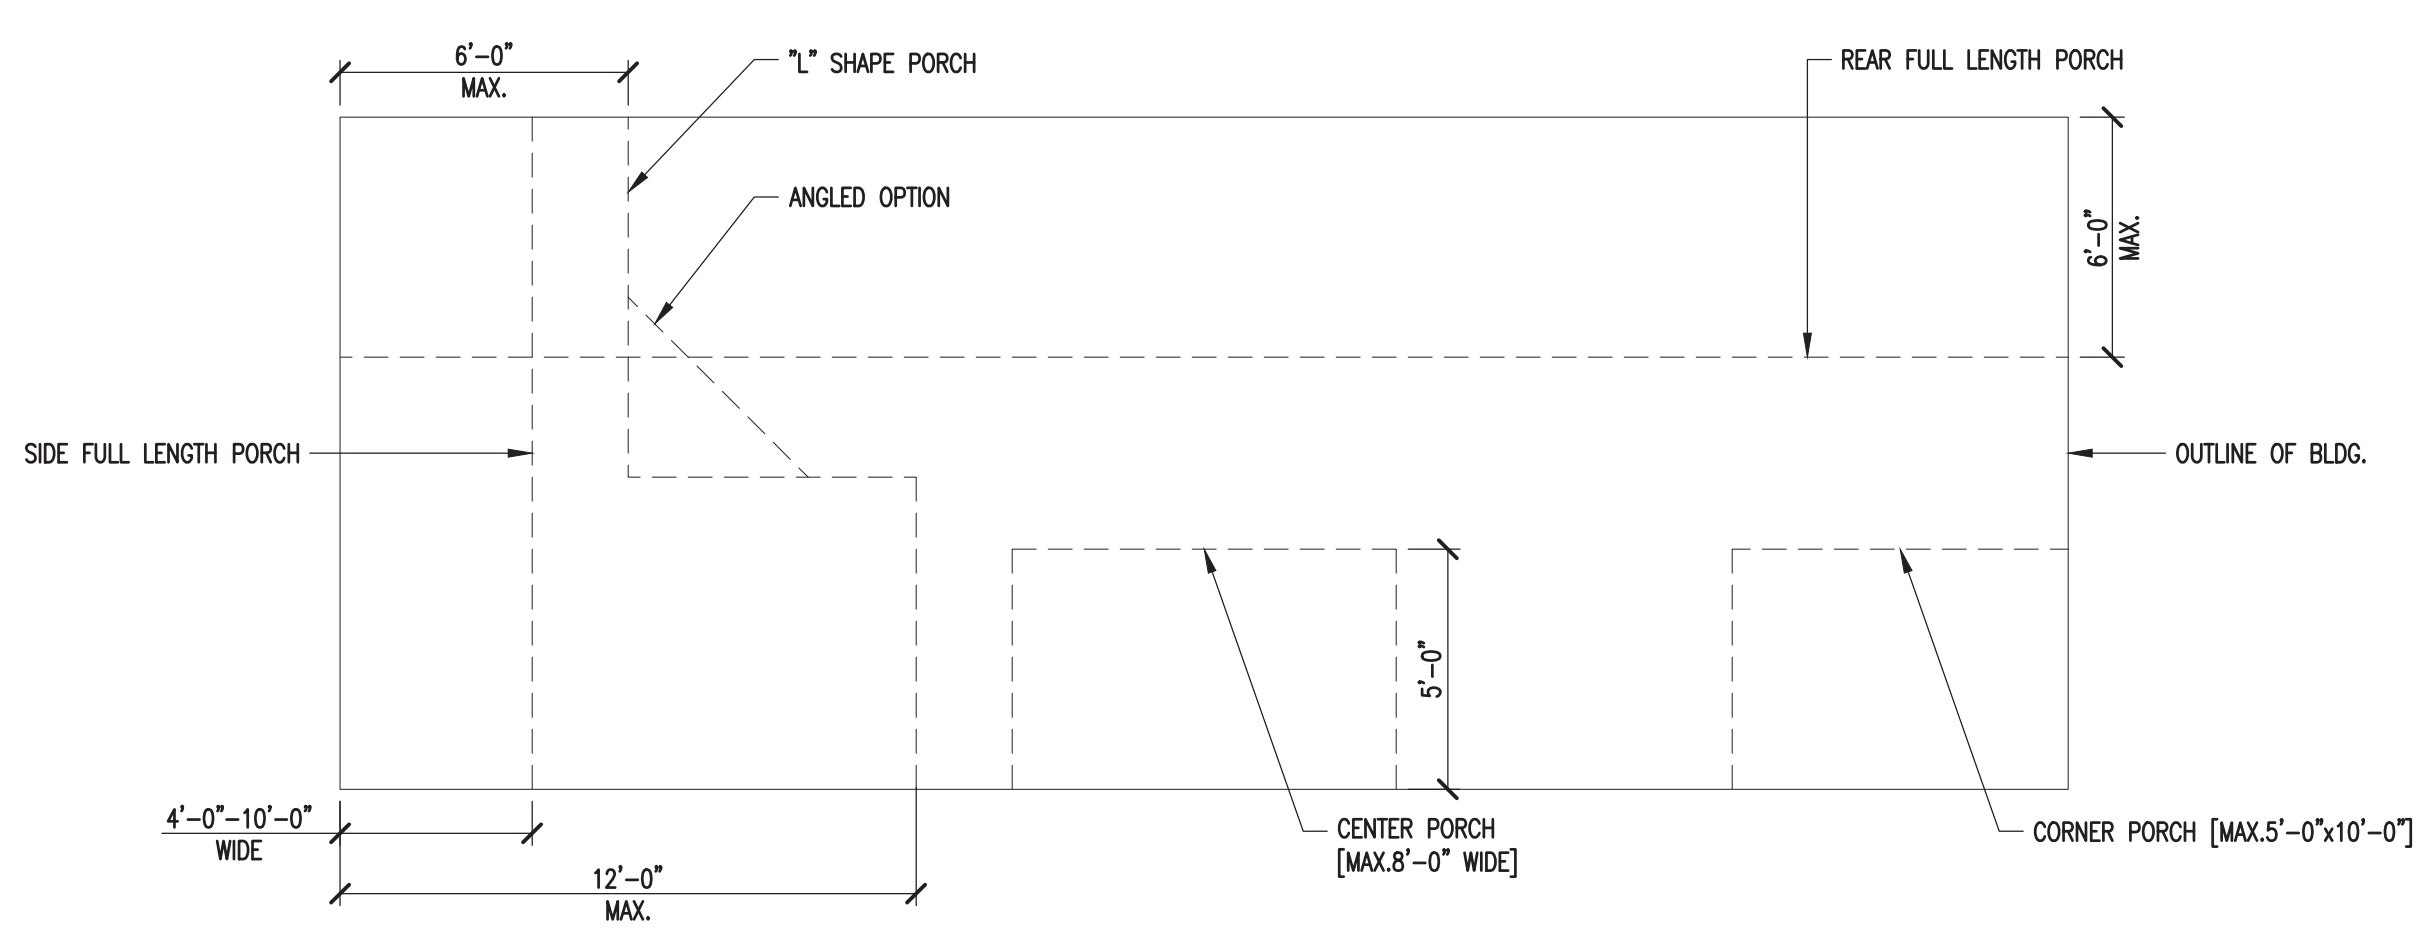 6'-0"
MAX.
"L" SHAPE PORCH
REAR FULL LENGTH PORCH
ANGLED OPTION
6'-0"
MAX.
SIDE FULL LENGTH PORCH
OUTLINE OF BLDG.
5'-0"
4'-0"-10'-0"
WIDE
CENTER PORCH
[MAX.8'-0" WIDE]
CORNER PORCH [MAX.5'-0"x10'-0"]
12'-0"
MAX.